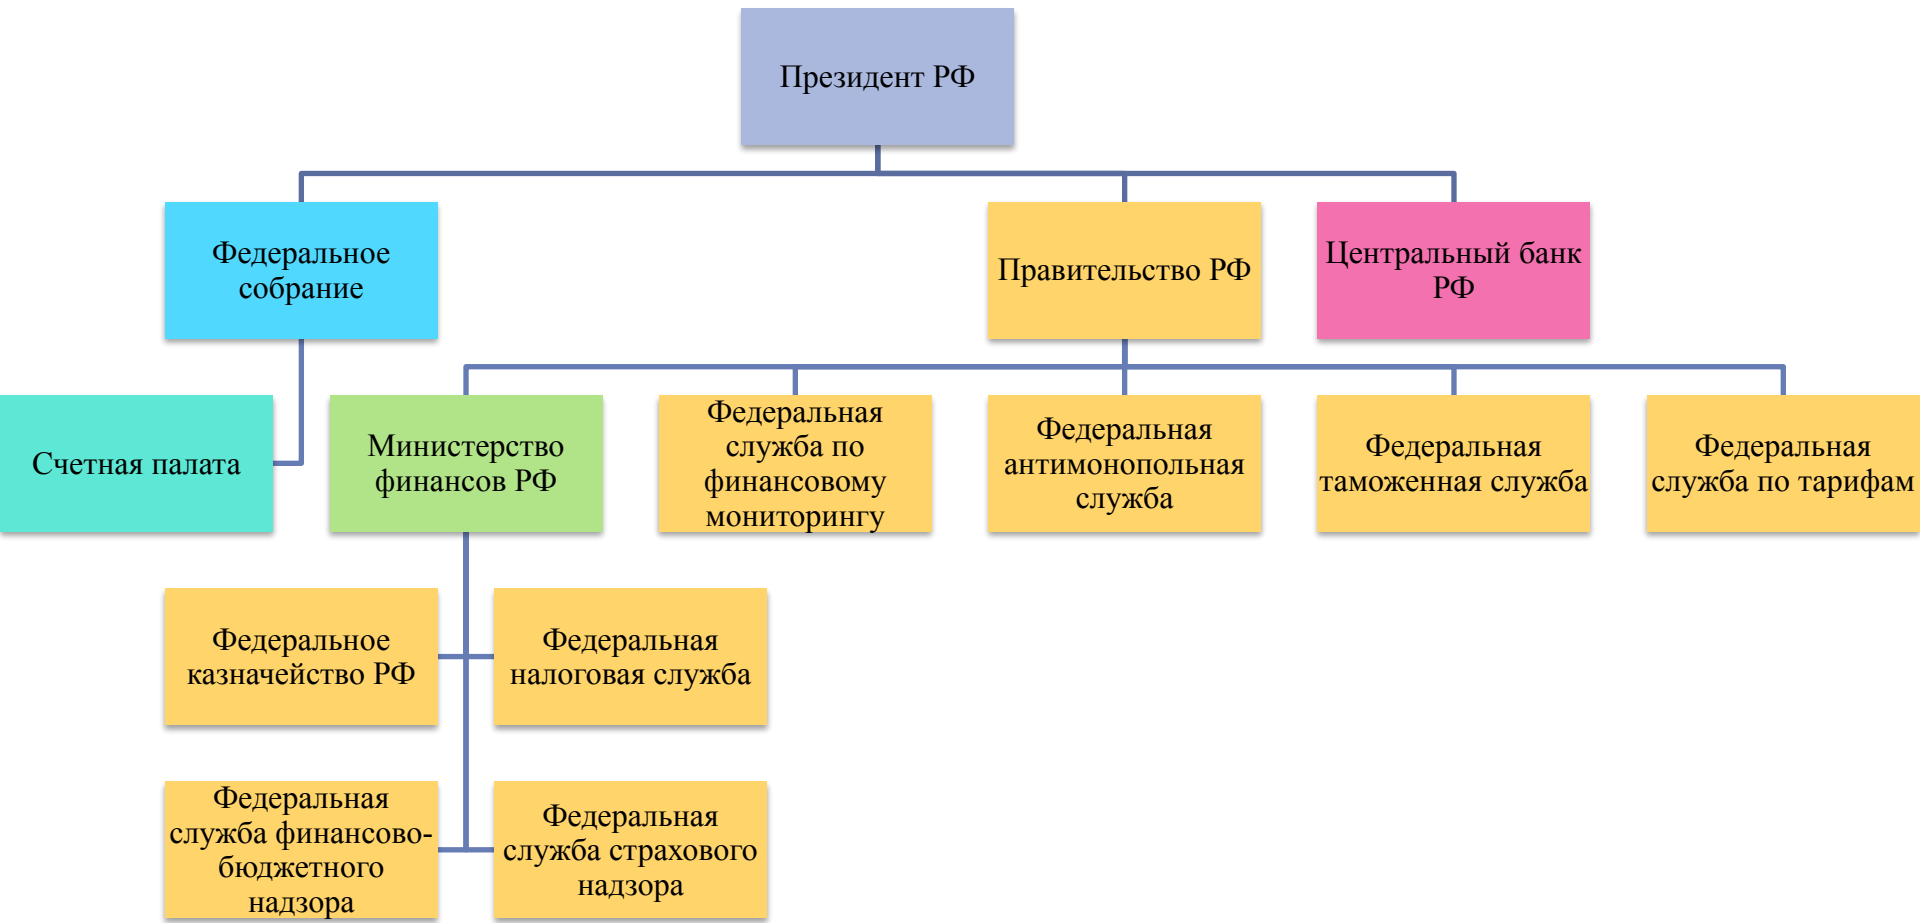 Президент РФ
Федеральное
собрание
Правительство РФ
Центральный банк
РФ
Счетная палата
Министерство
финансов РФ
Федеральная
служба по
финансовому
мониторингу
Федеральная
антимонопольная
служба
Федеральная
таможенная служба
Федеральная
служба по тарифам
Федеральное
казначейство РФ
Федеральная
налоговая служба
Федеральная
служба финансово-
бюджетного
надзора
Федеральная
служба страхового
надзора